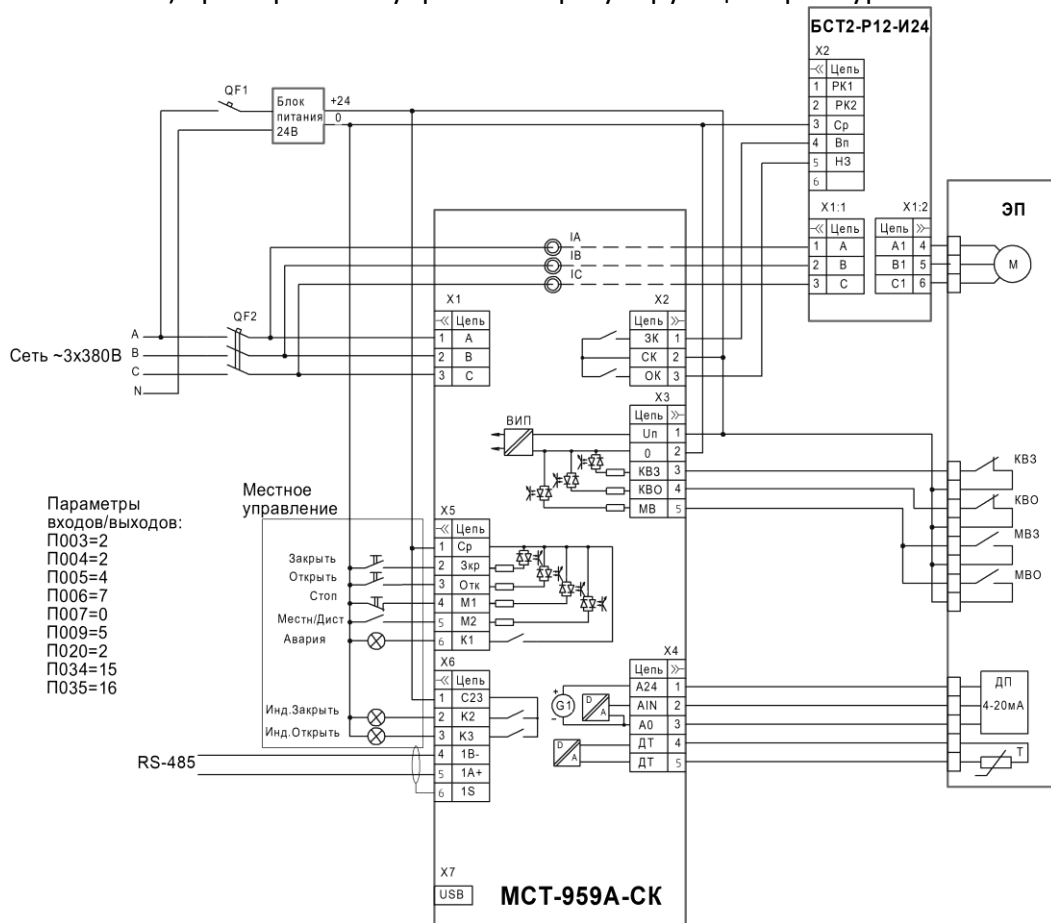 БСТ2-Р12-И24
X2
Цепь
1 РК1
2 РК2
3 Ср
4 Вп
5 НЗ
6
X1:1
Цепь
1 A
2 B
3 C
X1:2
Цепь
A1 4
B1 5
C1 6
ЭП
М
QF1
Блок
питания
24В
+24
0
IA
IB
IC
QF2
A
B
C
N
Сеть ~3х380В
X1
Цепь
1 A
2 B
3 C
X2
Цепь
ЗК 1
СК 2
ОК 3
X3
Цепь
Uп 1
0 2
КВЗ 3
КВО 4
МВ 5
ВИП
КВЗ
КВО
МВЗ
МВО
Параметры
входов/выходов:
П003=2
П004=2
П005=4
П006=7
П007=0
П009=5
П020=2
П034=15
П035=16
Местное
управление
Закрыть
Открыть
Стоп
Местн/Дист
Авария
Инд.Закрыть
Инд.Открыть
X5
Цепь
1 Ср
2 Зкр
3 Отк
4 М1
5 М2
6 К1
X6
Цепь
1 С23
2 К2
3 К3
4 1B-
5 1A+
6 1S
RS-485
X4
Цепь
A24 1
AIN 2
A0 3
ДТ 4
ДТ 5
+
G1
−
D
A
D
A
ДП
4-20мА
T
X7
USB
МСТ-959А-СК